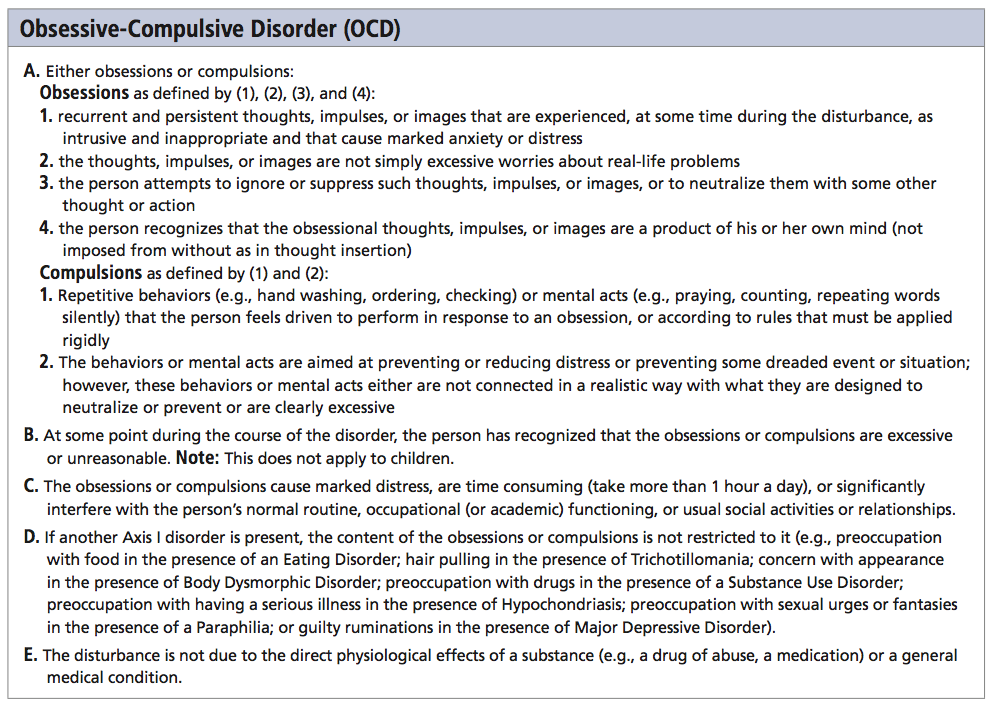 Obsessive-Compulsive Disorder (OCD)
A. Either obsessions or compulsions:
Obsessions as defined by (1), (2), (3), and (4):
1. recurrent and persistent thoughts, impulses, or images that are experienced, at some time during the disturbance, as
intrusive and inappropriate and that cause marked anxiety or distress
2. the thoughts, impulses, or images are not simply excessive worries about real-life problems
3. the person attempts to ignore or suppress such thoughts, impulses, or images, or to neutralize them with some other
thought or action
4. the person recognizes that the obsessional thoughts, impulses, or images are a product of his or her own mind (not
imposed from without as in thought insertion)
Compulsions as defined by (1) and (2):
1. Repetitive behaviors (e.g., hand washing, ordering, checking) or mental acts (e.g., praying, counting, repeating words
silently) that the person feels driven to perform in response to an obsession, or according to rules that must be applied
rigidly
2. The behaviors or mental acts are aimed at preventing or reducing distress or preventing some dreaded event or situation;
however, these behaviors or mental acts either are not connected in a realistic way with what they are designed to
neutralize or prevent or are clearly excessive
B. At some point during the course of the disorder, the person has recognized that the obsessions or compulsions are excessive
or unreasonable. Note: This does not apply to children.
C. The obsessions or compulsions cause marked distress, are time consuming (take more than 1 hour a day), or significantly
interfere with the person's normal routine, occupational (or academic) functioning, or usual social activities or relationships.
D. If another Axis I disorder is present, the content of the obsessions or compulsions is not restricted to it (e.g., preoccupation
with food in the presence of an Eating Disorder; hair pulling in the presence of Trichotillomania; concern with appearance
in the presence of Body Dysmorphic Disorder; preoccupation with drugs in the presence of a Substance Use Disorder;
preoccupation with having a serious illness in the presence of Hypochondriasis; preoccupation with sexual urges or fantasies
in the presence of a Paraphilia; or guilty ruminations in the presence of Major Depressive Disorder).
E. The disturbance is not due to the direct physiological effects of a substance (e.g., a drug of abuse, a medication) or a general
medical condition.